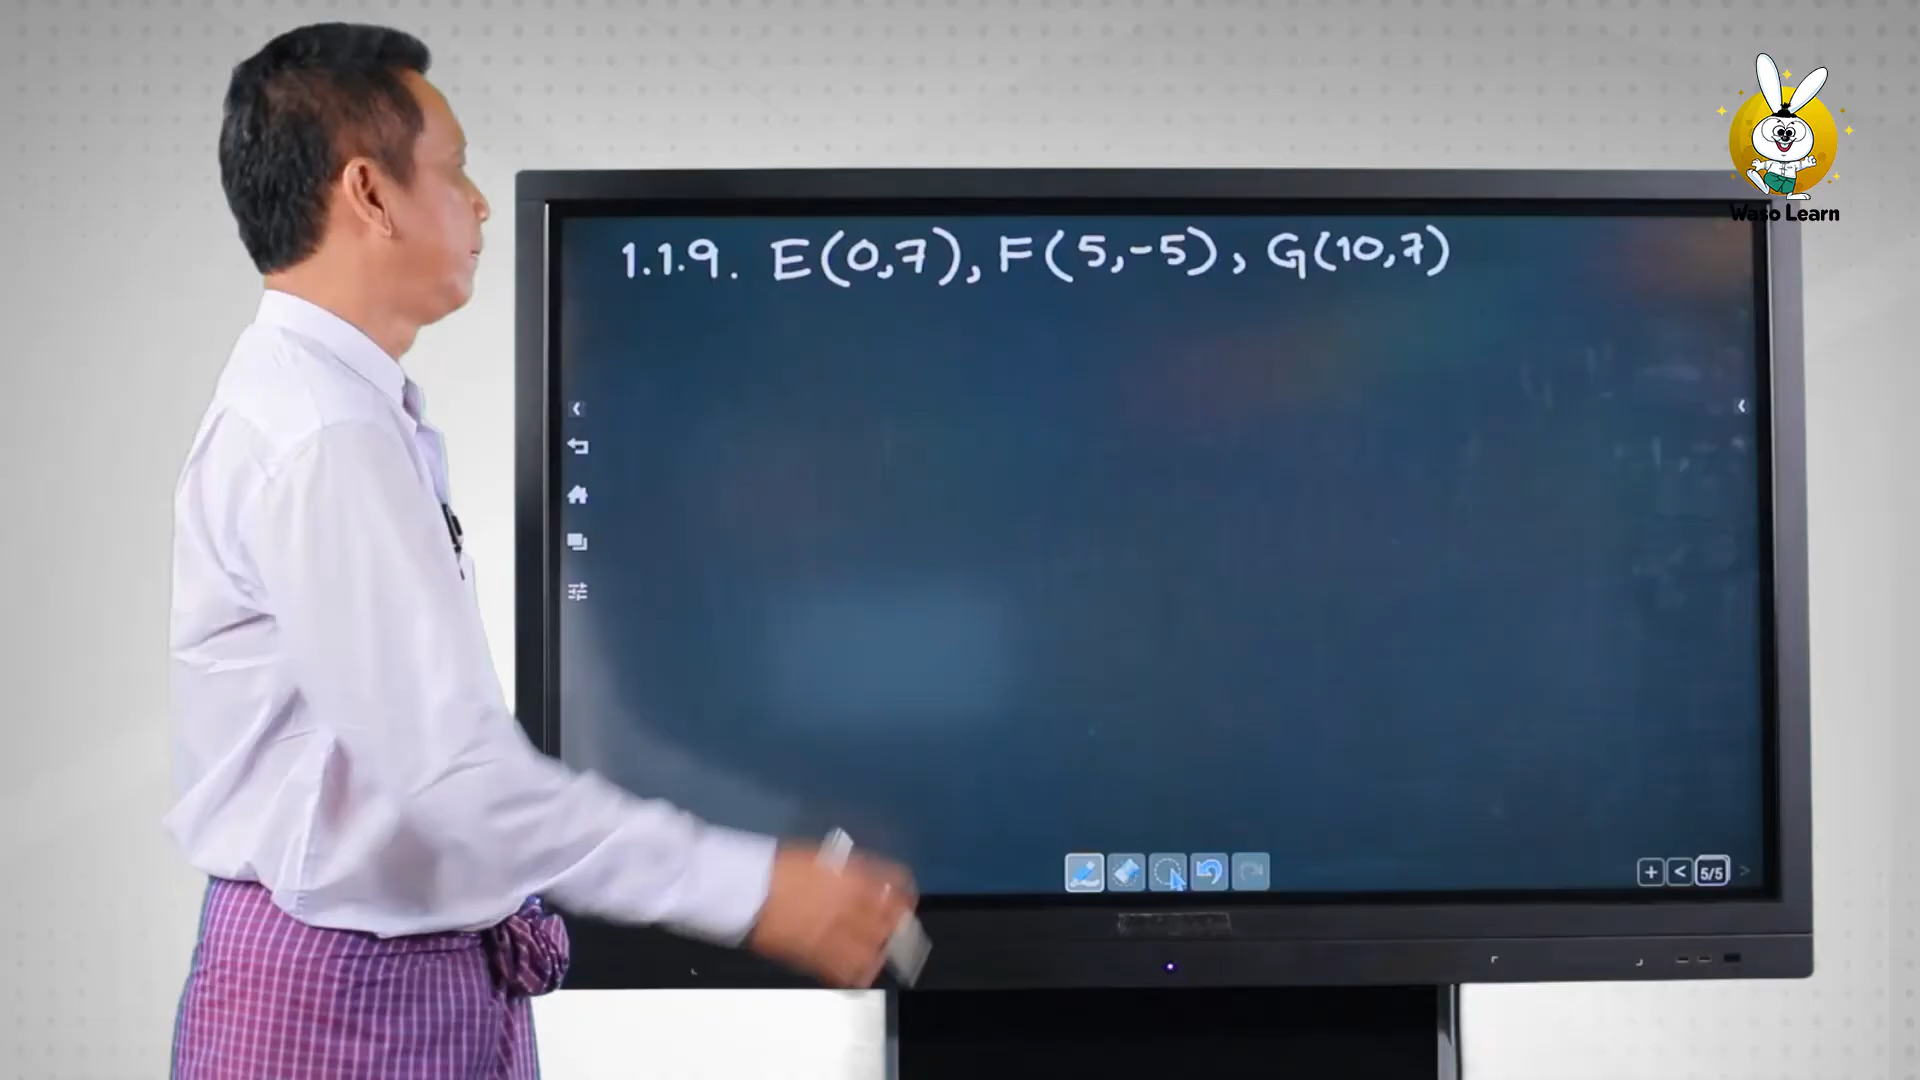 Waso Learn
1.1.9. E(0,7), F(5,-5), G(10,7)
5/5